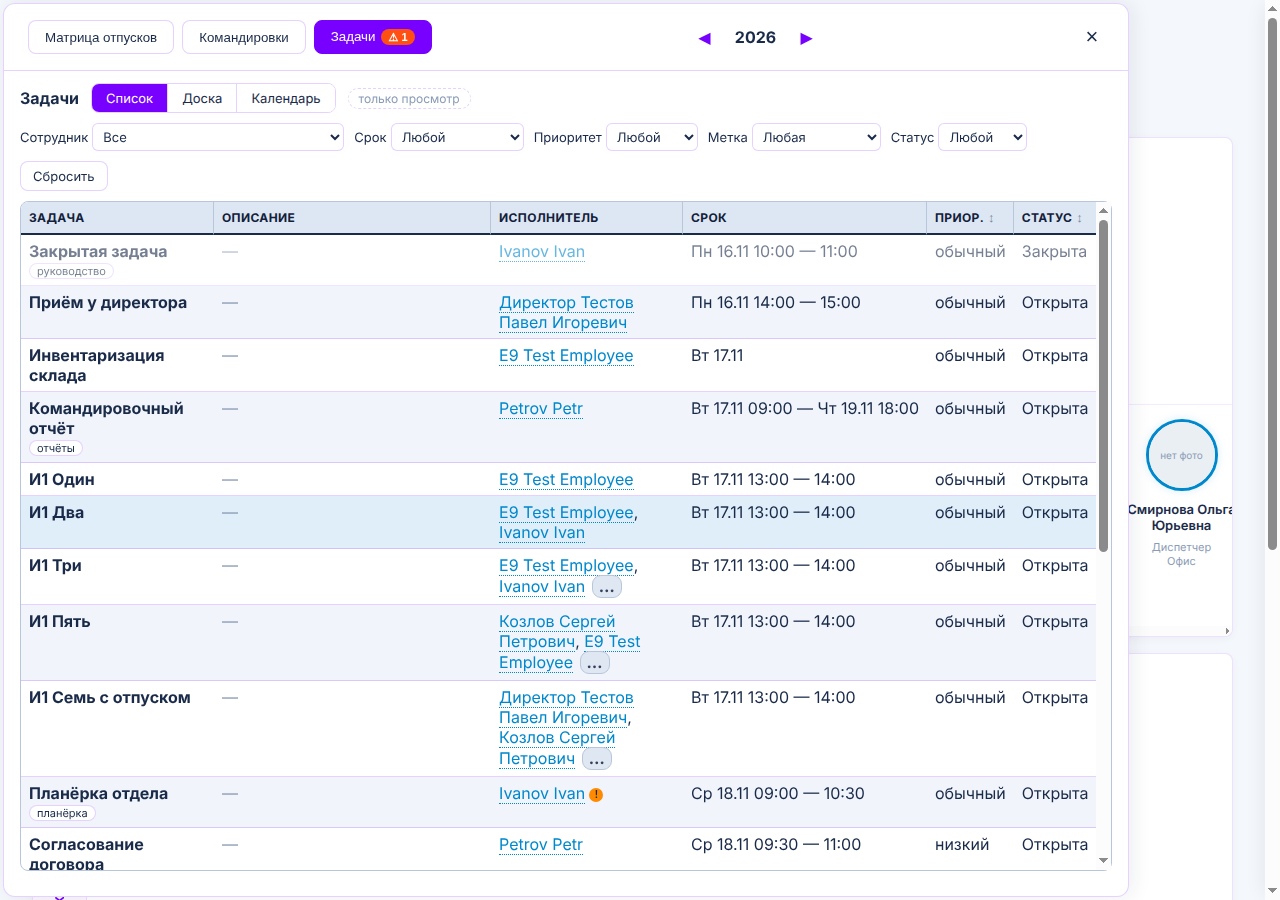 Матрица отпусков
Командировки
Задачи ⚠ 1
◀ 2026 ▶
×
Задачи
Список
Доска
Календарь
только просмотр
Сотрудник Все
Срок Любой
Приоритет Любой
Метка Любая
Статус Любой
Сбросить
ЗАДАЧА ОПИСАНИЕ ИСПОЛНИТЕЛЬ СРОК ПРИОР. ↕ СТАТУС ↕
Закрытая задача — Ivanov Ivan Пн 16.11 10:00 — 11:00 обычный Закрыта
руководство
Приём у директора — Директор Тестов Пн 16.11 14:00 — 15:00 обычный Открыта
Павел Игоревич
Инвентаризация — E9 Test Employee Вт 17.11 обычный Открыта
склада
Командировочный — Petrov Petr Вт 17.11 09:00 — Чт 19.11 18:00 обычный Открыта
отчёт
отчёты
И1 Один — E9 Test Employee Вт 17.11 13:00 — 14:00 обычный Открыта
И1 Два — E9 Test Employee, Вт 17.11 13:00 — 14:00 обычный Открыта
Ivanov Ivan
И1 Три — E9 Test Employee, Вт 17.11 13:00 — 14:00 обычный Открыта
Ivanov Ivan ...
И1 Пять — Козлов Сергей Вт 17.11 13:00 — 14:00 обычный Открыта
Петрович, E9 Test
Employee ...
И1 Семь с отпуском — Директор Тестов Вт 17.11 13:00 — 14:00 обычный Открыта
Павел Игоревич,
Козлов Сергей
Петрович ...
Планёрка отдела — Ivanov Ivan ! Ср 18.11 09:00 — 10:30 обычный Открыта
планёрка
Согласование — Petrov Petr Ср 18.11 09:30 — 11:00 низкий Открыта
договора
нет фото
Смирнова Ольга
Юрьевна
Диспетчер
Офис